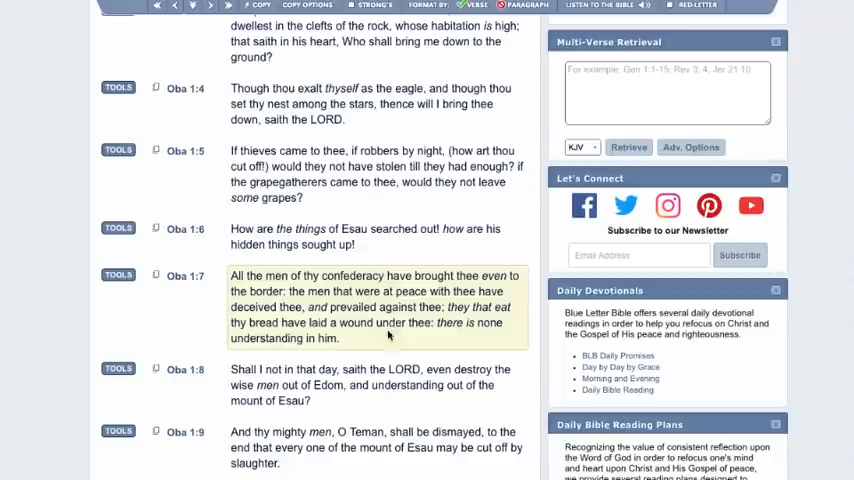 COPY
COPY OPTIONS
STRONG'S
FORMAT BY:
VERSE
PARAGRAPH
LISTEN TO THE BIBLE
RED-LETTER
dwellest in the clefts of the rock, whose habitation is high;
that saith in his heart, Who shall bring me down to the
ground?
TOOLS
Oba 1:4
Though thou exalt thyself as the eagle, and though thou
set thy nest among the stars, thence will I bring thee
down, saith the LORD.
TOOLS
Oba 1:5
If thieves came to thee, if robbers by night, (how art thou
cut off!) would they not have stolen till they had enough? if
the grapegatherers came to thee, would they not leave
some grapes?
TOOLS
Oba 1:6
How are the things of Esau searched out! how are his
hidden things sought up!
TOOLS
Oba 1:7
All the men of thy confederacy have brought thee even to
the border: the men that were at peace with thee have
deceived thee, and prevailed against thee; they that eat
thy bread have laid a wound under thee: there is none
understanding in him.
TOOLS
Oba 1:8
Shall I not in that day, saith the LORD, even destroy the
wise men out of Edom, and understanding out of the
mount of Esau?
TOOLS
Oba 1:9
And thy mighty men, O Teman, shall be dismayed, to the
end that every one of the mount of Esau may be cut off by
slaughter.
Multi-Verse Retrieval
For example: Gen 1:1-15; Rev 3; 4; Jer 21:10
KJV
Retrieve
Adv. Options
Let's Connect
Subscribe to our Newsletter
Email Address
Subscribe
Daily Devotionals
Blue Letter Bible offers several daily devotional
readings in order to help you refocus on Christ and
the Gospel of His peace and righteousness.
BLB Daily Promises
Day by Day by Grace
Morning and Evening
Daily Bible Reading
Daily Bible Reading Plans
Recognizing the value of consistent reflection upon
the Word of God in order to refocus one's mind
and heart upon Christ and His Gospel of peace,
we provide several reading plans designed to